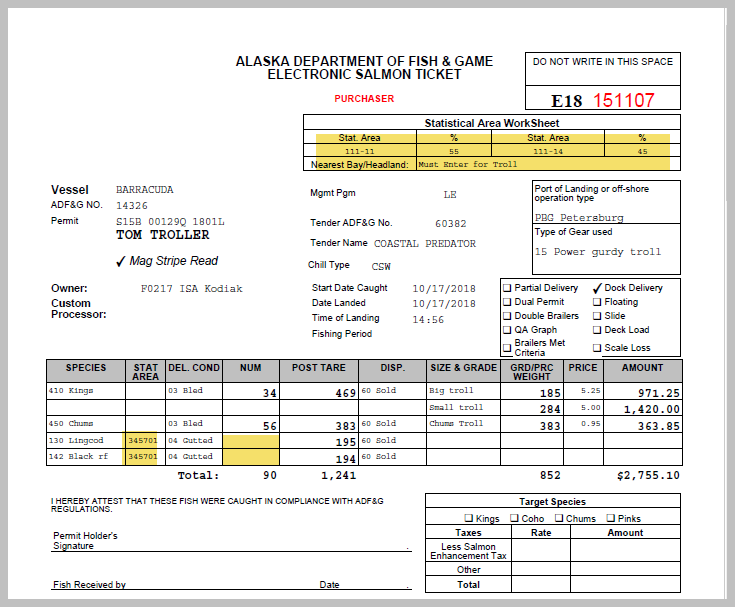 ALASKA DEPARTMENT OF FISH & GAME
ELECTRONIC SALMON TICKET
PURCHASER
DO NOT WRITE IN THIS SPACE
E18 151107
Statistical Area WorkSheet
Stat. Area % Stat. Area %
111-11 55 111-14 45
Nearest Bay/Headland: Must Enter for Troll
Vessel BARRACUDA
ADF&G NO. 14326
Permit S15B 00129Q 1801L
TOM TROLLER
✓ Mag Stripe Read
Owner: F0217 ISA Kodiak
Custom
Processor:
Mgmt Pgm LE
Tender ADF&G No. 60382
Tender Name COASTAL PREDATOR
Chill Type CSW
Start Date Caught 10/17/2018
Date Landed 10/17/2018
Time of Landing 14:56
Fishing Period
Port of Landing or off-shore
operation type
PBG Petersburg
Type of Gear used
15 Power gurdy troll
❑ Partial Delivery ✓ Dock Delivery
❑ Dual Permit ❑ Floating
❑ Double Brailers ❑ Slide
❑ QA Graph ❑ Deck Load
❑ Brailers Met
Criteria ❑ Scale Loss
SPECIES STAT AREA DEL. COND NUM POST TARE DISP. SIZE & GRADE GRD/PRC WEIGHT PRICE AMOUNT
410 Kings 03 Bled 34 469 60 Sold Big troll 185 5.25 971.25
Small troll 284 5.00 1,420.00
450 Chums 03 Bled 56 383 60 Sold Chums Troll 383 0.95 363.85
130 Lingcod 345701 04 Gutted 195 60 Sold
142 Black rf 345701 04 Gutted 194 60 Sold
Total: 90 1,241 852 $2,755.10
I HEREBY ATTEST THAT THESE FISH WERE CAUGHT IN COMPLIANCE WITH ADF&G
REGULATIONS.
Permit Holder's
Signature .
Fish Received by Date .
Target Species
❑ Kings ❑ Coho ❑ Chums ❑ Pinks
Taxes Rate Amount
Less Salmon
Enhancement Tax
Other
Total